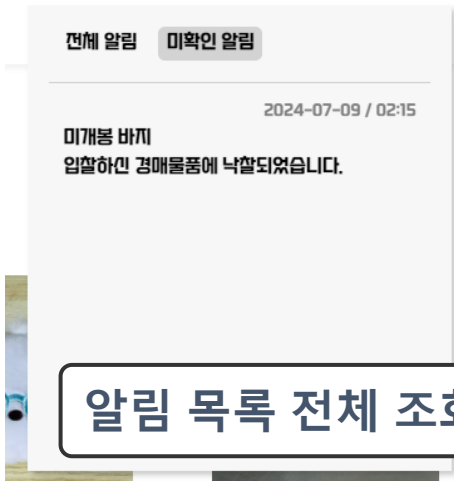 전체 알림 미확인 알림
2024-07-09 / 02:15
미개봉 바지
입찰하신 경매물품에 낙찰되었습니다.
알림 목록 전체